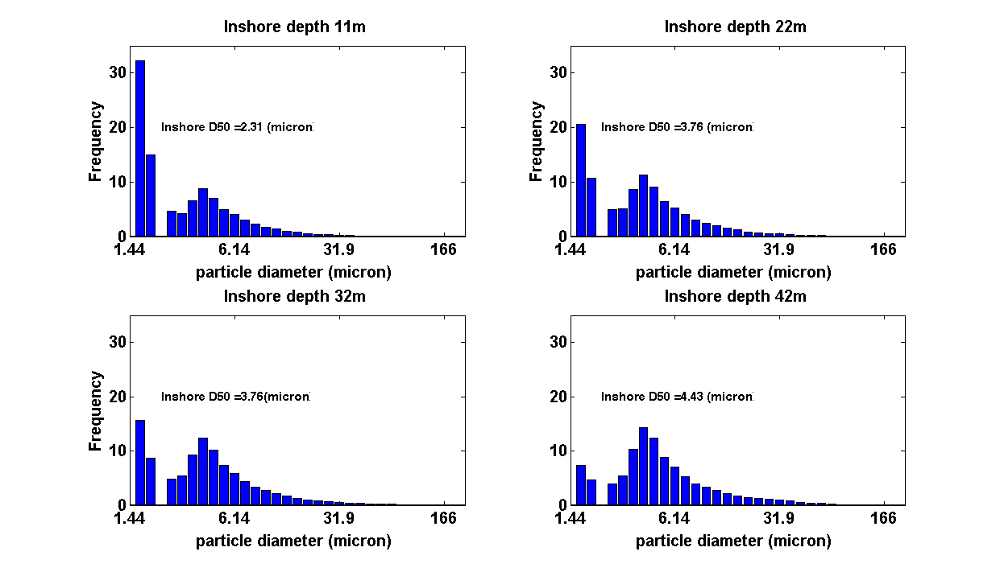 Inshore depth 11m
Frequency
30
20
10
0
Inshore D50 =2.31 (micron)
1.44 6.14 31.9 166
particle diameter (micron)
Inshore depth 22m
Frequency
30
20
10
0
Inshore D50 =3.76 (micron)
1.44 6.14 31.9 166
particle diameter (micron)
Inshore depth 32m
Frequency
30
20
10
0
Inshore D50 =3.76(micron)
1.44 6.14 31.9 166
particle diameter (micron)
Inshore depth 42m
30
20
10
0
Inshore D50 =4.43 (micron)
1.44 6.14 31.9 166
particle diameter (micron)